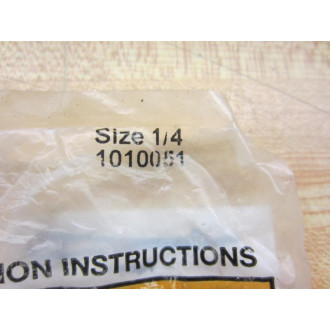 Size 1/4
1010051
ION INSTRUCTIONS